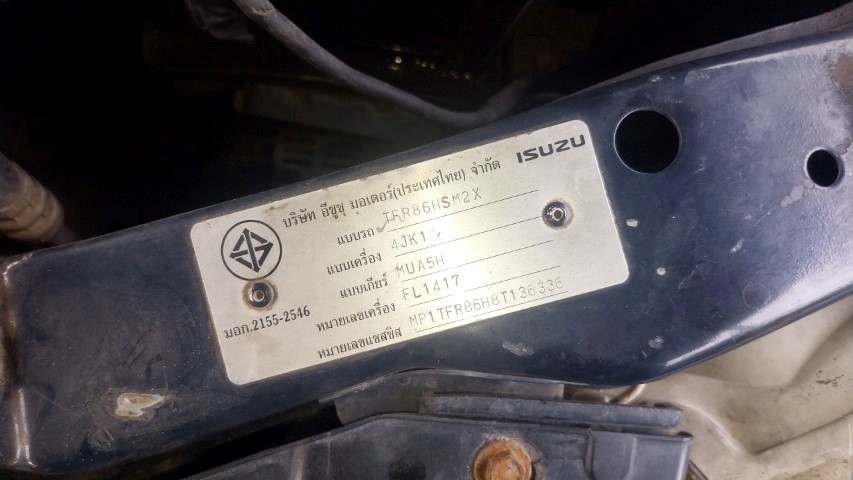 ISUZU
บริษัท อีซูซุ มอเตอร์(ประเทศไทย) จำกัด
แบบรถ TFR86HSM2X
แบบเครื่อง 4JK1
แบบเกียร์ MUA5H
หมายเลขเครื่อง FL1417
หมายเลขแชสซิส MP1TFR86H8T136336
มอก.2155-2546